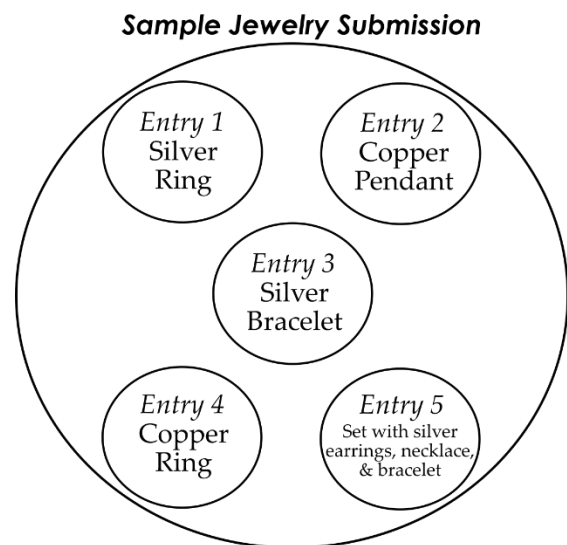 Sample Jewelry Submission
Entry 1
Silver
Ring
Entry 2
Copper
Pendant
Entry 3
Silver
Bracelet
Entry 4
Copper
Ring
Entry 5
Set with silver
earrings, necklace,
& bracelet